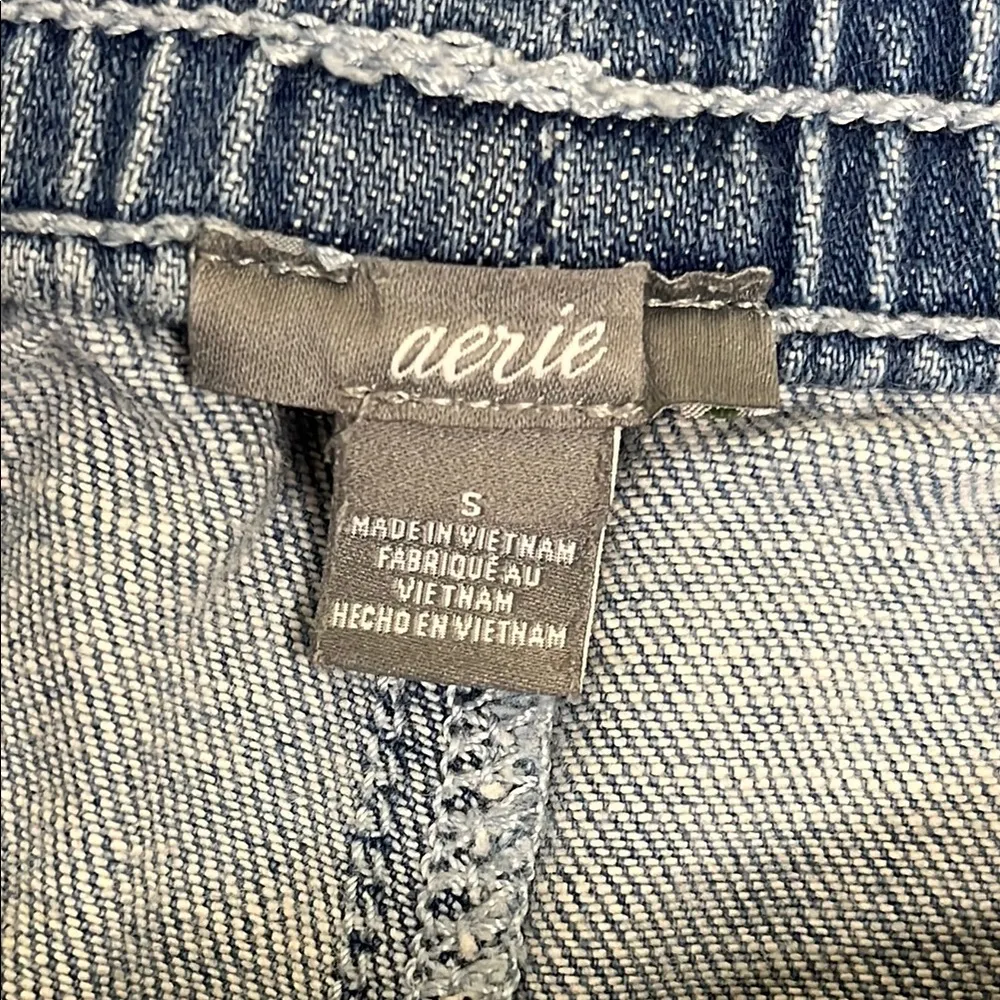 aerie
S
MADE IN VIETNAM
FABRIQUÉ AU
VIETNAM
HECHO EN VIETNAM